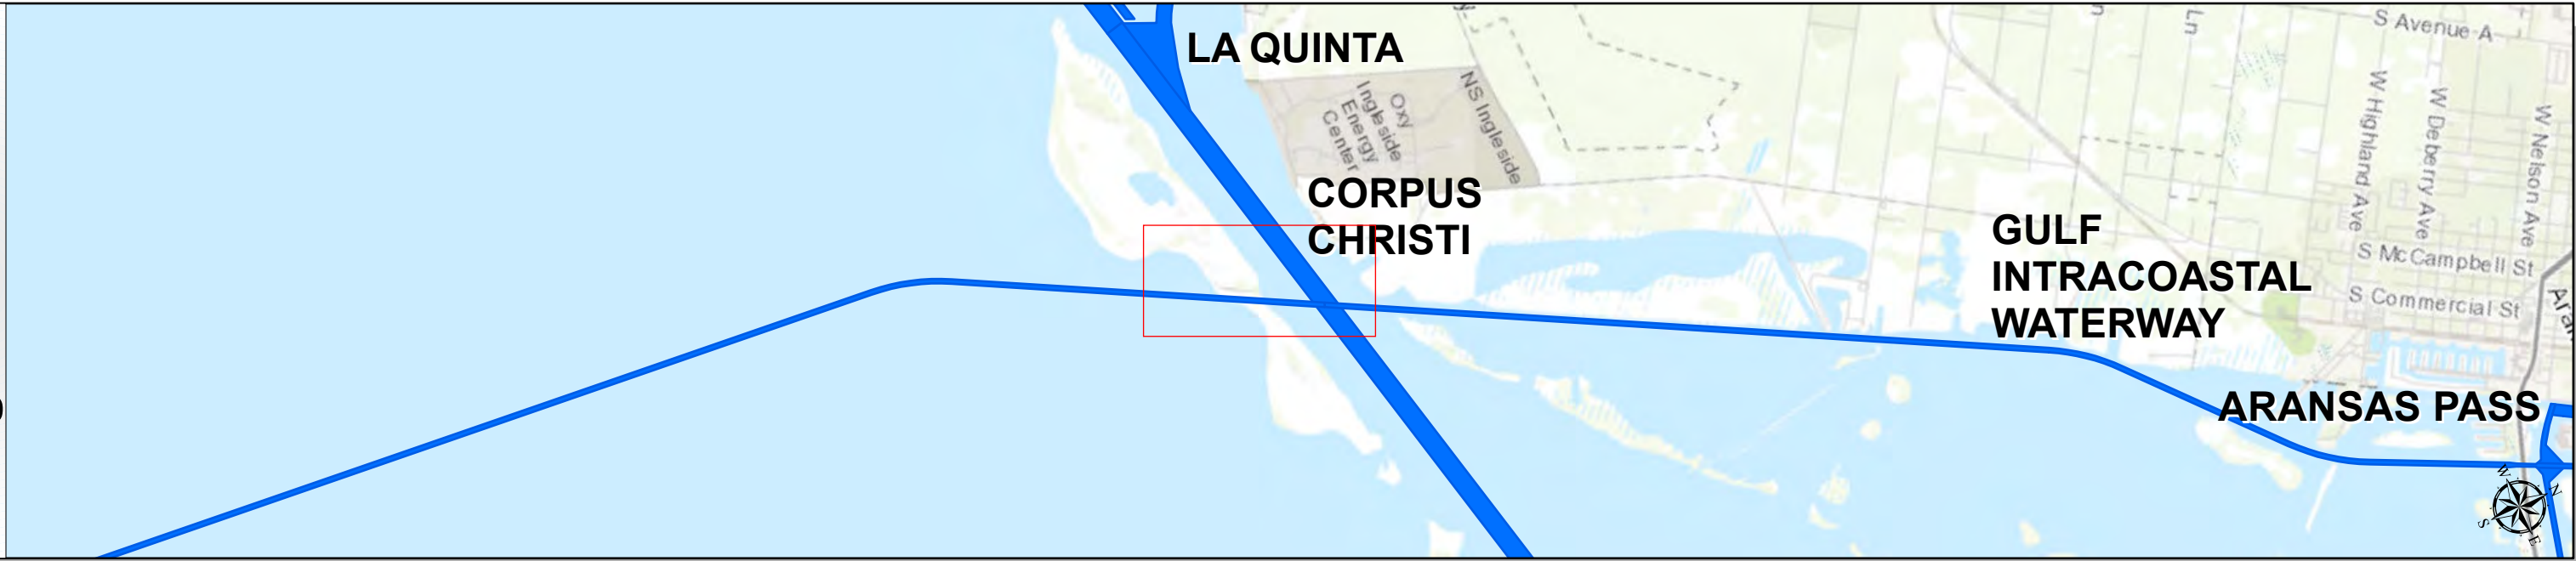 LA QUINTA
Oxy
Ingleside
Energy
Center
NS Ingleside
CORPUS
CHRISTI
GULF
INTRACOASTAL
WATERWAY
ARANSAS PASS
Ln
S Avenue A
W Highland Ave
W Deberry Ave
W Nelson Ave
S McCampbell St
S Commercial St
W
N
S
E